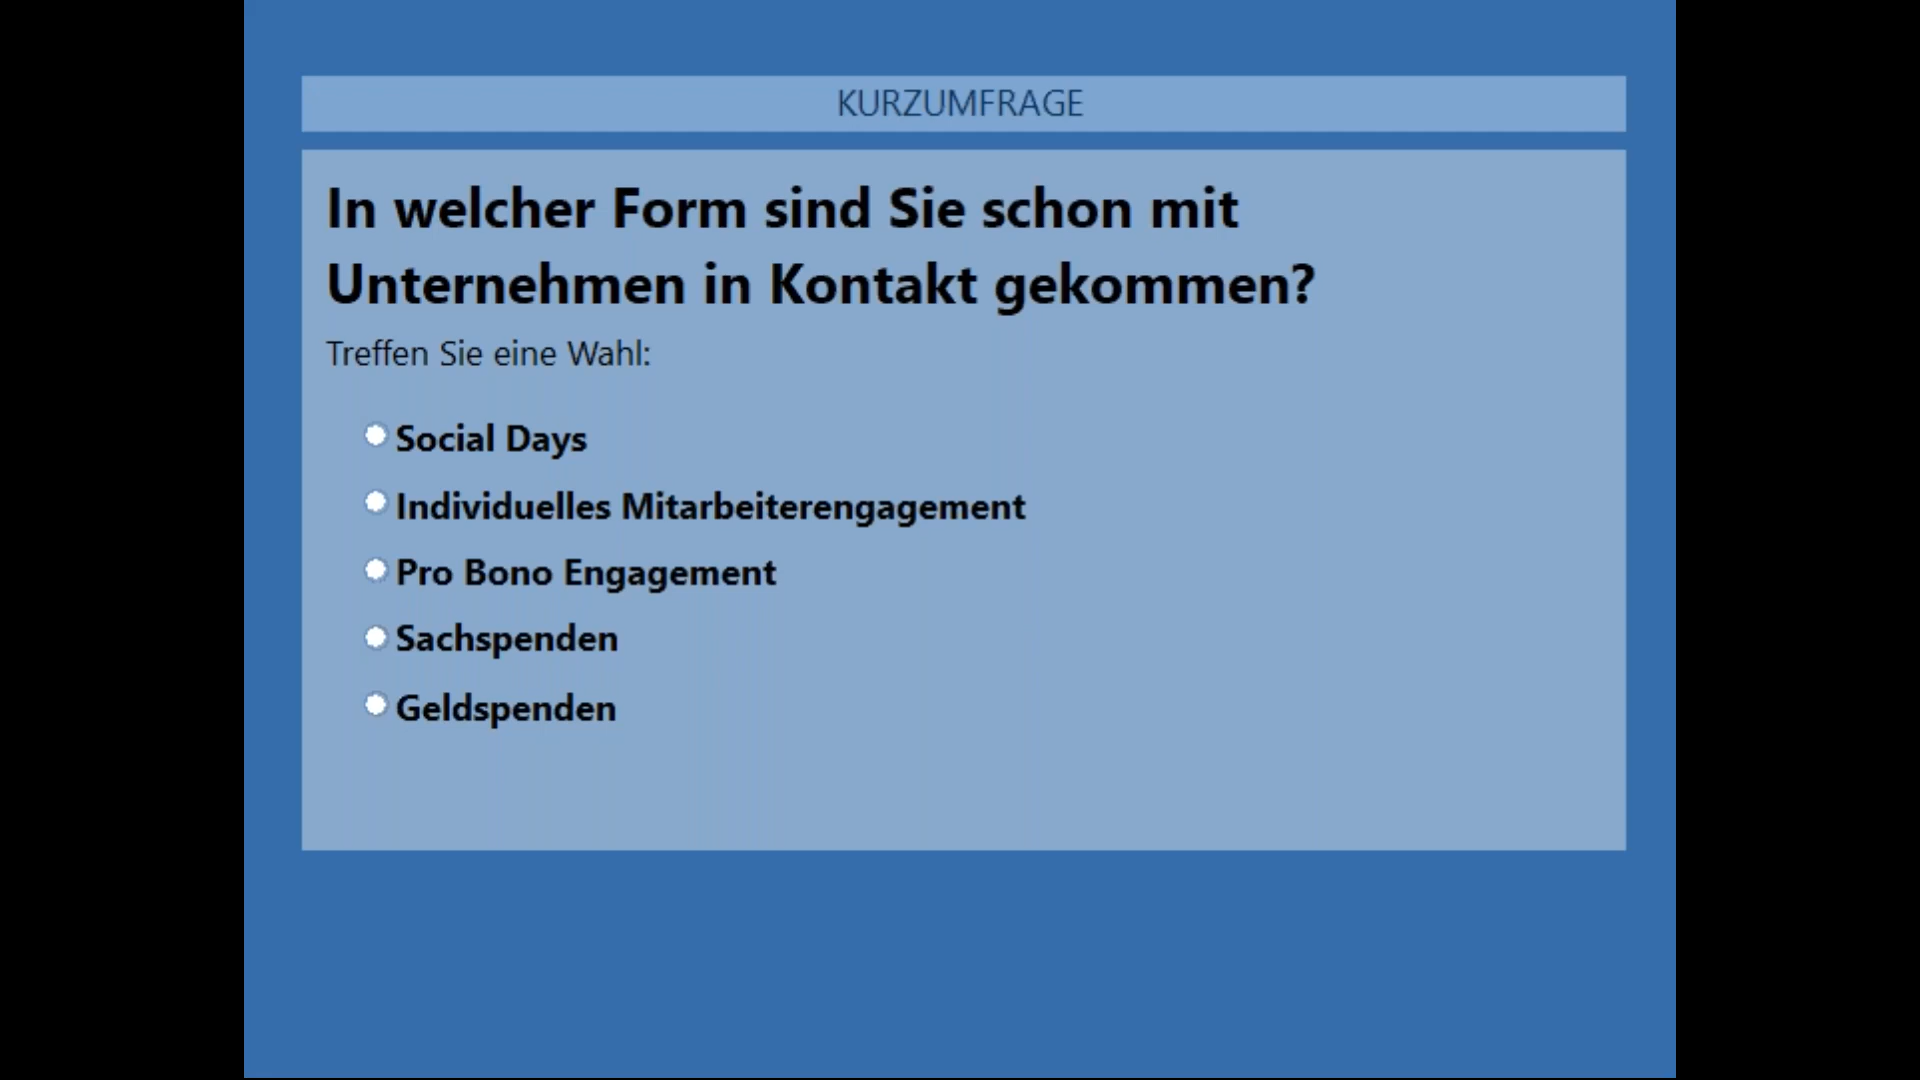 KURZUMFRAGE
In welcher Form sind Sie schon mit
Unternehmen in Kontakt gekommen?
Treffen Sie eine Wahl:
Social Days
Individuelles Mitarbeiterengagement
Pro Bono Engagement
Sachspenden
Geldspenden